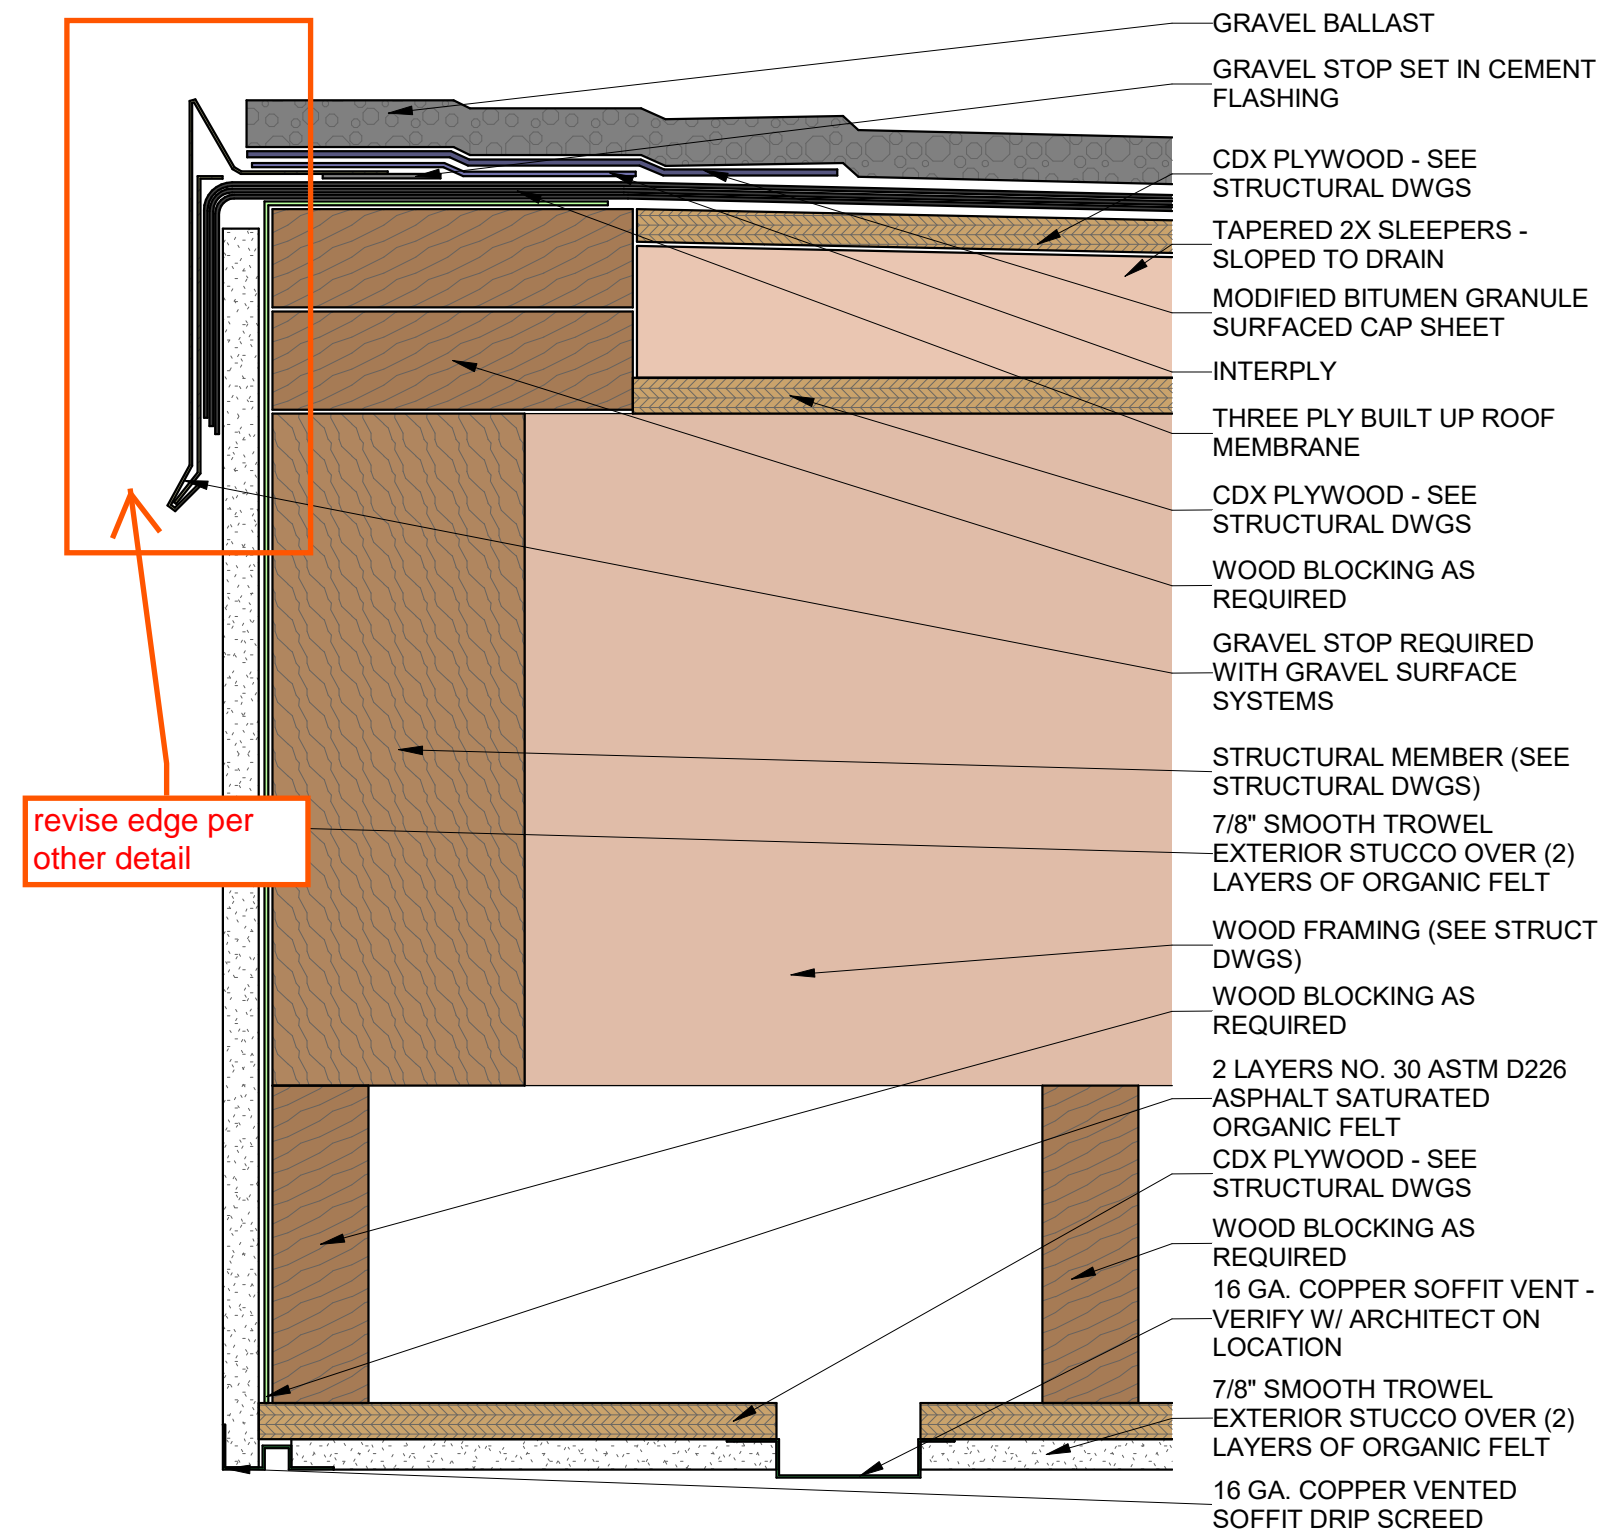 GRAVEL BALLAST
GRAVEL STOP SET IN CEMENT
FLASHING
CDX PLYWOOD - SEE
STRUCTURAL DWGS
TAPERED 2X SLEEPERS -
SLOPED TO DRAIN
MODIFIED BITUMEN GRANULE
SURFACED CAP SHEET
INTERPLY
THREE PLY BUILT UP ROOF
MEMBRANE
CDX PLYWOOD - SEE
STRUCTURAL DWGS
WOOD BLOCKING AS
REQUIRED
GRAVEL STOP REQUIRED
WITH GRAVEL SURFACE
SYSTEMS
STRUCTURAL MEMBER (SEE
STRUCTURAL DWGS)
revise edge per
other detail
7/8" SMOOTH TROWEL
EXTERIOR STUCCO OVER (2)
LAYERS OF ORGANIC FELT
WOOD FRAMING (SEE STRUCT
DWGS)
WOOD BLOCKING AS
REQUIRED
2 LAYERS NO. 30 ASTM D226
ASPHALT SATURATED
ORGANIC FELT
CDX PLYWOOD - SEE
STRUCTURAL DWGS
WOOD BLOCKING AS
REQUIRED
16 GA. COPPER SOFFIT VENT -
VERIFY W/ ARCHITECT ON
LOCATION
7/8" SMOOTH TROWEL
EXTERIOR STUCCO OVER (2)
LAYERS OF ORGANIC FELT
16 GA. COPPER VENTED
SOFFIT DRIP SCREED